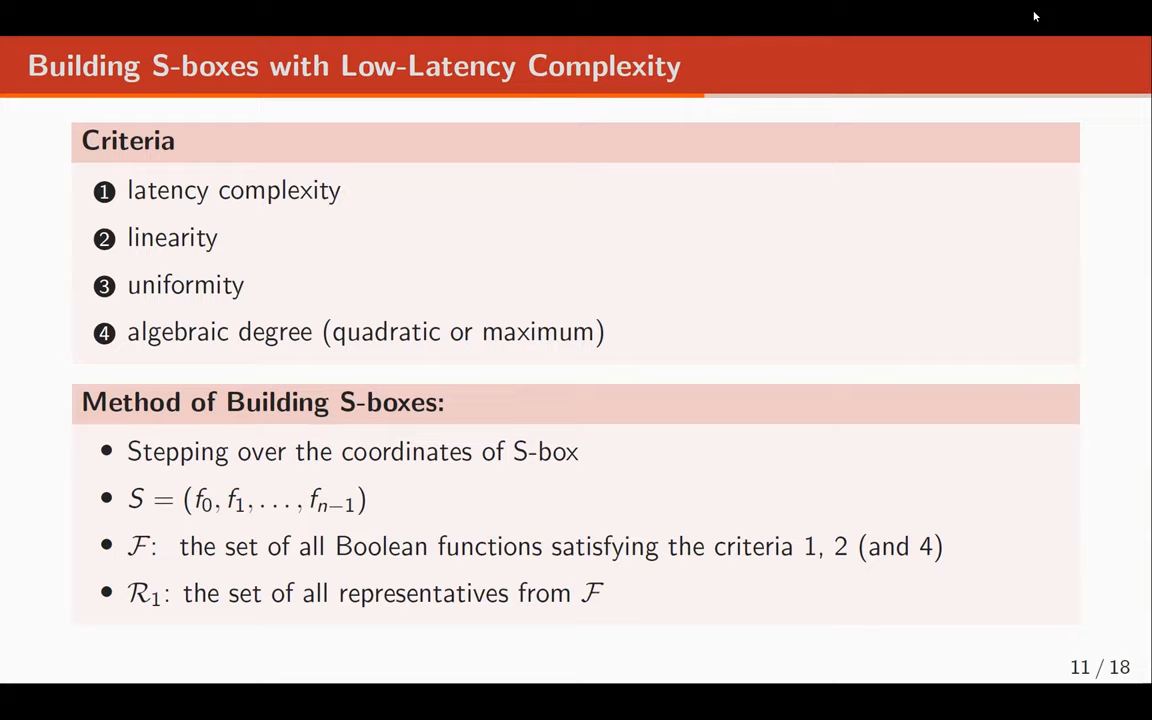 Building S-boxes with Low-Latency Complexity
Criteria
1 latency complexity
2 linearity
3 uniformity
4 algebraic degree (quadratic or maximum)
Method of Building S-boxes:
• Stepping over the coordinates of S-box
• S = (f₀, f₁, . . . , fₙ₋₁)
• ℱ: the set of all Boolean functions satisfying the criteria 1, 2 (and 4)
• ℛ₁: the set of all representatives from ℱ
11 / 18